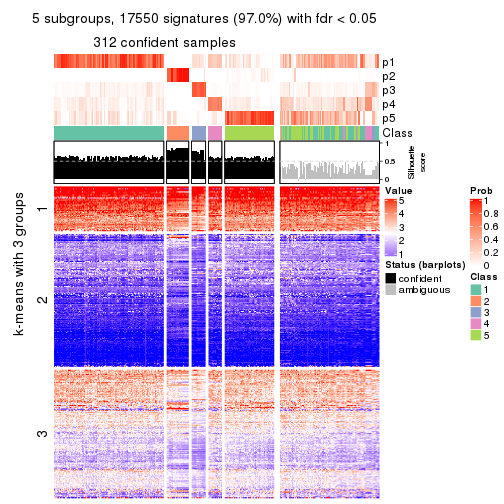 5 subgroups, 17550 signatures (97.0%) with fdr < 0.05
312 confident samples
p1
p2
p3
p4
p5
Class
1
0.5
0
Silhouette
score
k-means with 3 groups
1
2
3
Value
5
4
3
2
1
Status (barplots)
confident
ambiguous
Prob
1
0.8
0.6
0.4
0.2
0
Class
1
2
3
4
5